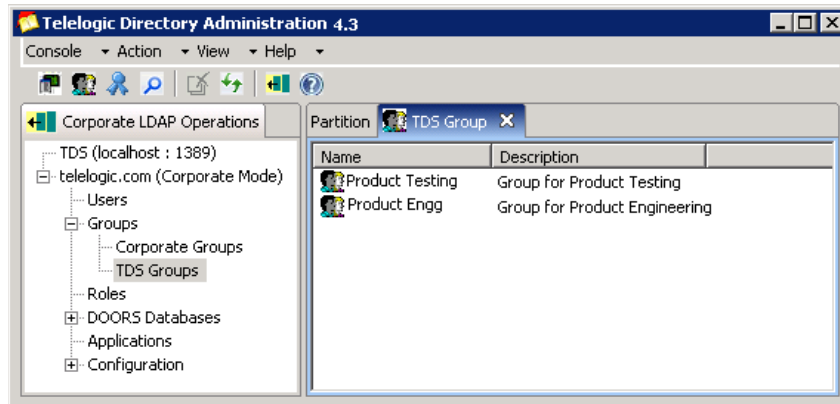 Telelogic Directory Administration 4.3
Console Action View Help
Corporate LDAP Operations
Partition TDS Group
TDS (localhost : 1389)
telelogic.com (Corporate Mode)
Users
Groups
Corporate Groups
TDS Groups
Roles
DOORS Databases
Applications
Configuration
Name Description
Product Testing Group for Product Testing
Product Engg Group for Product Engineering